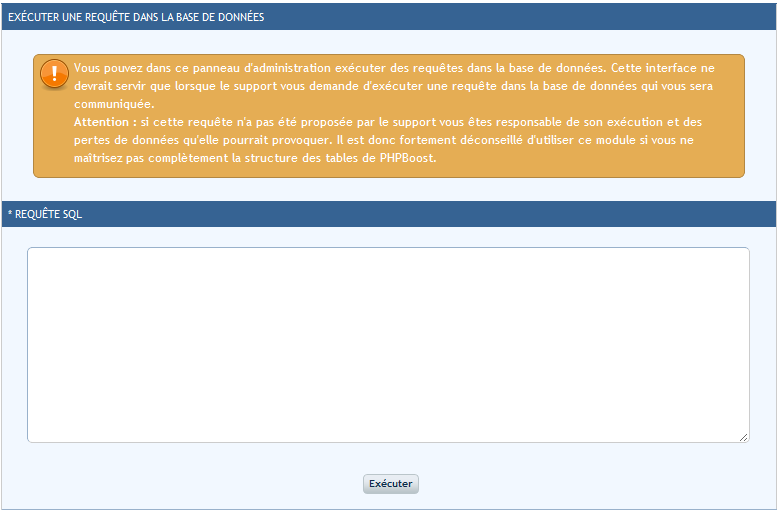 EXÉCUTER UNE REQUÊTE DANS LA BASE DE DONNÉES
Vous pouvez dans ce panneau d'administration exécuter des requêtes dans la base de données. Cette interface ne
devrait servir que lorsque le support vous demande d'exécuter une requête dans la base de données qui vous sera
communiquée.
Attention : si cette requête n'a pas été proposée par le support vous êtes responsable de son exécution et des
pertes de données qu'elle pourrait provoquer. Il est donc fortement déconseillé d'utiliser ce module si vous ne
maîtrisez pas complètement la structure des tables de PHPBoost.
* REQUÊTE SQL
Exécuter